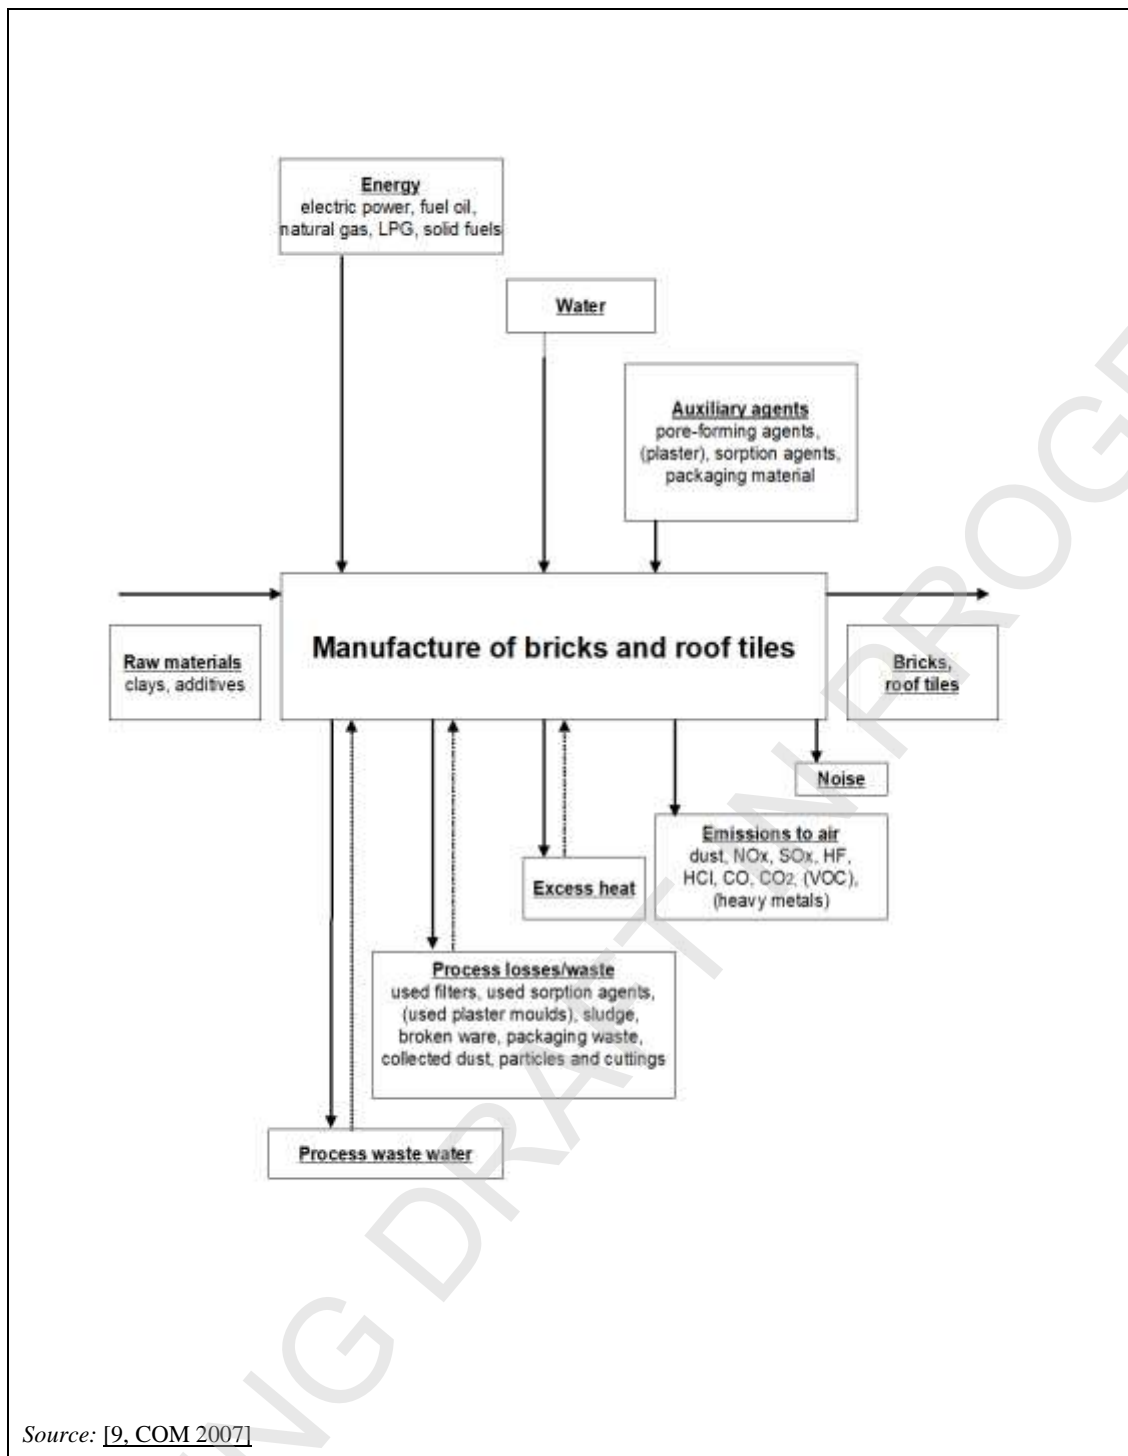 Energy
electric power, fuel oil,
natural gas, LPG, solid fuels
Water
Auxiliary agents
pore-forming agents,
(plaster), sorption agents,
packaging material
Manufacture of bricks and roof tiles
Raw materials
clays, additives
Bricks,
roof tiles
Noise
Emissions to air
dust, NOx, SOx, HF,
HCl, CO, CO2, (VOC),
(heavy metals)
Excess heat
Process losses/waste
used filters, used sorption agents,
(used plaster moulds), sludge,
broken ware, packaging waste,
collected dust, particles and cuttings
Process waste water
Source: [9, COM 2007]
ING DRAFT IN PROGR